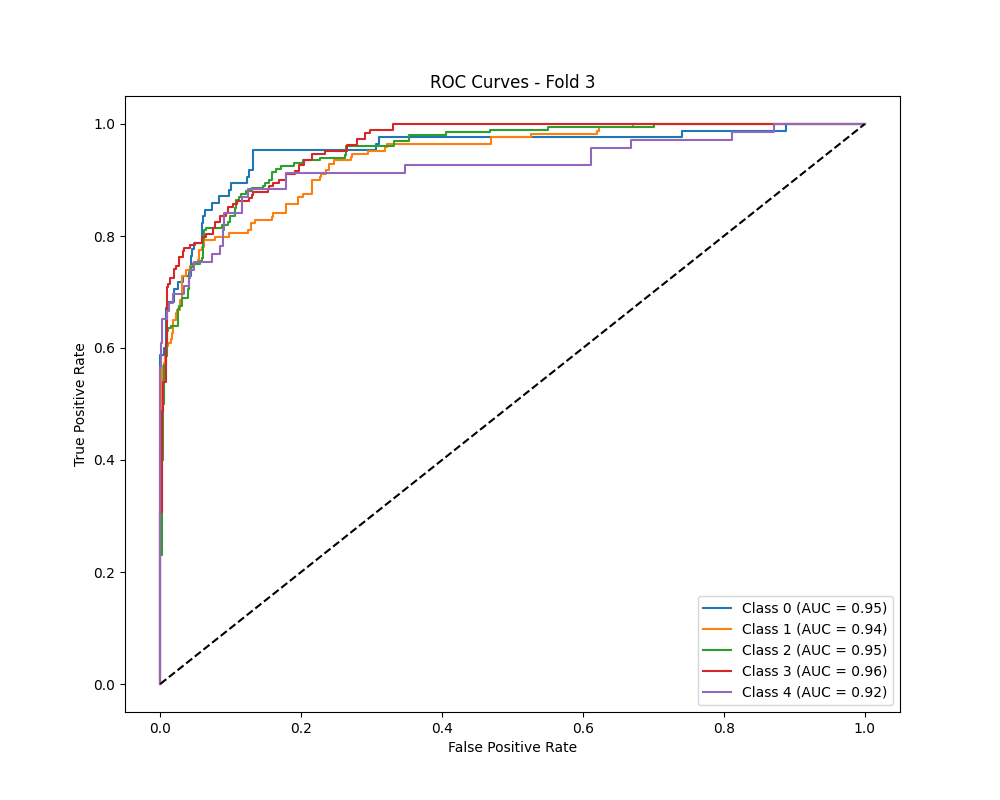 ROC Curves - Fold 3
True Positive Rate
1.0
0.8
0.6
0.4
0.2
0.0
Class 0 (AUC = 0.95)
Class 1 (AUC = 0.94)
Class 2 (AUC = 0.95)
Class 3 (AUC = 0.96)
Class 4 (AUC = 0.92)
0.0 0.2 0.4 0.6 0.8 1.0
False Positive Rate